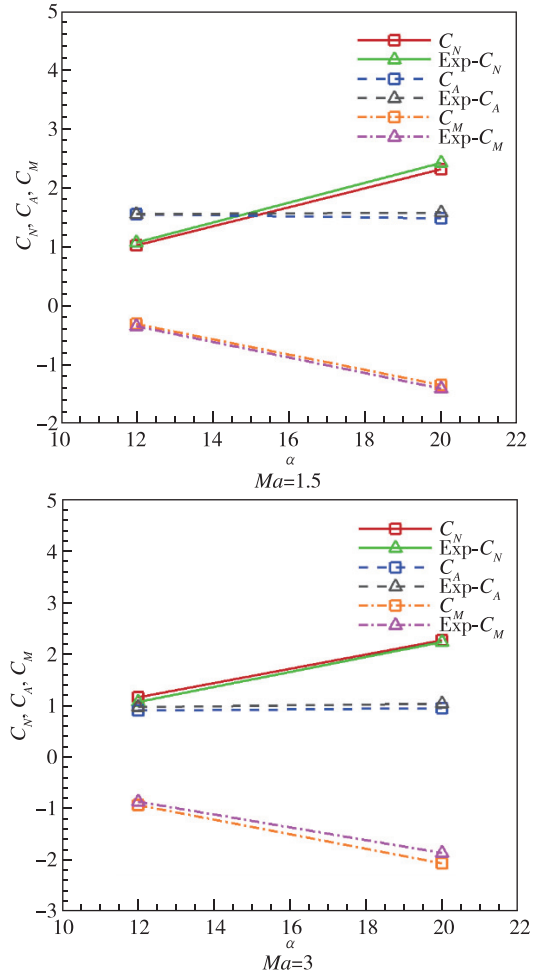 5
4
3
2
1
0
−1
−2
C_N, C_A, C_M
C_N
Exp-C_N
C_A
Exp-C_A
C_M
Exp-C_M
10 12 14 16 18 20 22
α
Ma=1.5
5
4
3
2
1
0
−1
−2
−3
C_N, C_A, C_M
C_N
Exp-C_N
C_A
Exp-C_A
C_M
Exp-C_M
10 12 14 16 18 20 22
α
Ma=3